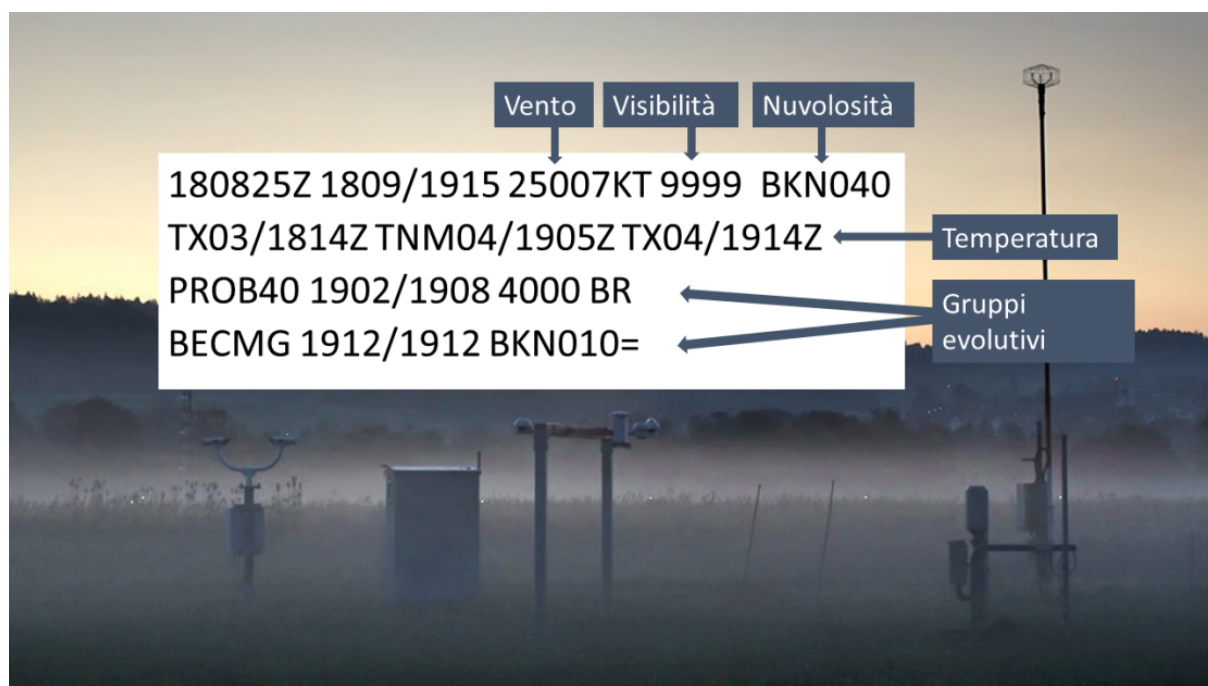 Vento Visibilità Nuvolosità
180825Z 1809/1915 25007KT 9999 BKN040
TX03/1814Z TNM04/1905Z TX04/1914Z
Temperatura
PROB40 1902/1908 4000 BR
Gruppi
evolutivi
BECMG 1912/1912 BKN010=